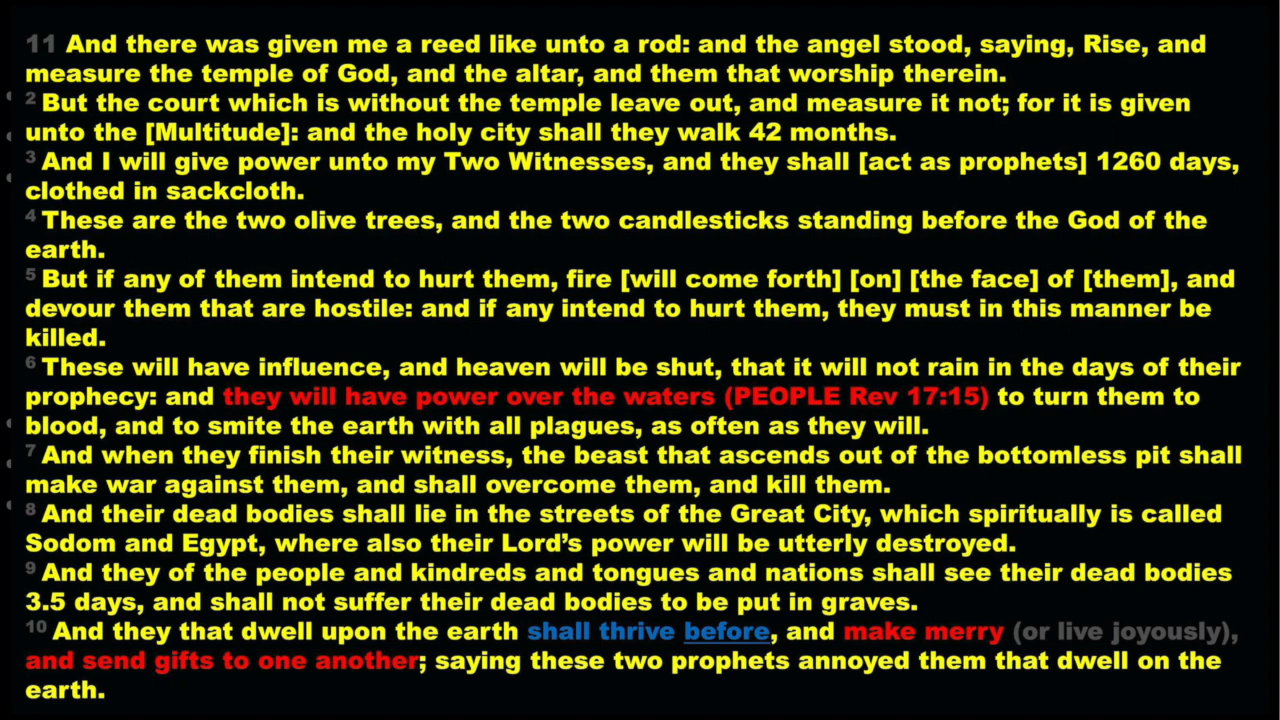 11 And there was given me a reed like unto a rod: and the angel stood, saying, Rise, and
measure the temple of God, and the altar, and them that worship therein.
2 But the court which is without the temple leave out, and measure it not; for it is given
unto the [Multitude]: and the holy city shall they walk 42 months.
3 And I will give power unto my Two Witnesses, and they shall [act as prophets] 1260 days,
clothed in sackcloth.
4 These are the two olive trees, and the two candlesticks standing before the God of the
earth.
5 But if any of them intend to hurt them, fire [will come forth] [on] [the face] of [them], and
devour them that are hostile: and if any intend to hurt them, they must in this manner be
killed.
6 These will have influence, and heaven will be shut, that it will not rain in the days of their
prophecy: and they will have power over the waters (PEOPLE Rev 17:15) to turn them to
blood, and to smite the earth with all plagues, as often as they will.
7 And when they finish their witness, the beast that ascends out of the bottomless pit shall
make war against them, and shall overcome them, and kill them.
8 And their dead bodies shall lie in the streets of the Great City, which spiritually is called
Sodom and Egypt, where also their Lord’s power will be utterly destroyed.
9 And they of the people and kindreds and tongues and nations shall see their dead bodies
3.5 days, and shall not suffer their dead bodies to be put in graves.
10 And they that dwell upon the earth shall thrive before, and make merry (or live joyously),
and send gifts to one another; saying these two prophets annoyed them that dwell on the
earth.